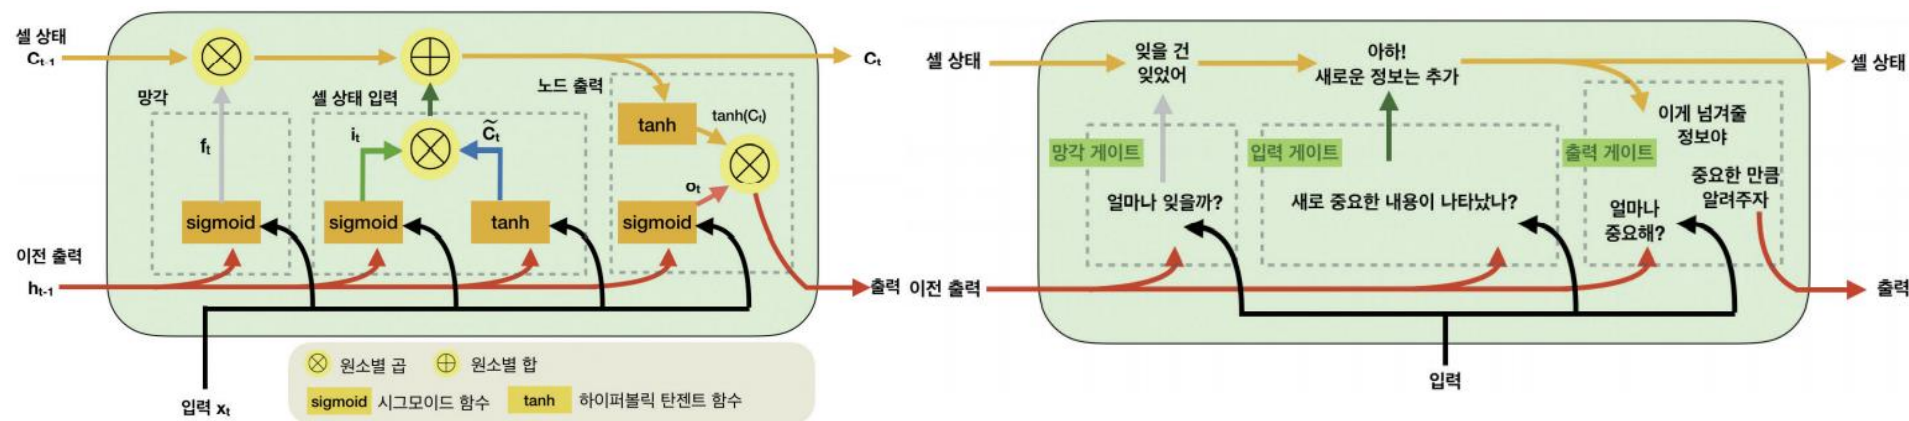 셀 상태
Cₜ₋₁
망각
fₜ
sigmoid
셀 상태 입력
iₜ
C̃ₜ
sigmoid
tanh
노드 출력
tanh
tanh(Cₜ)
oₜ
sigmoid
Cₜ
이전 출력
hₜ₋₁
출력
입력 xₜ
원소별 곱
원소별 합
sigmoid 시그모이드 함수
tanh 하이퍼볼릭 탄젠트 함수
셀 상태
잊을 건
잊었어
아하!
새로운 정보는 추가
셀 상태
이게 넘겨줄
정보야
망각 게이트
입력 게이트
출력 게이트
얼마나 잊을까?
새로 중요한 내용이 나타났나?
얼마나
중요해?
중요한 만큼
알려주자
이전 출력
출력
입력